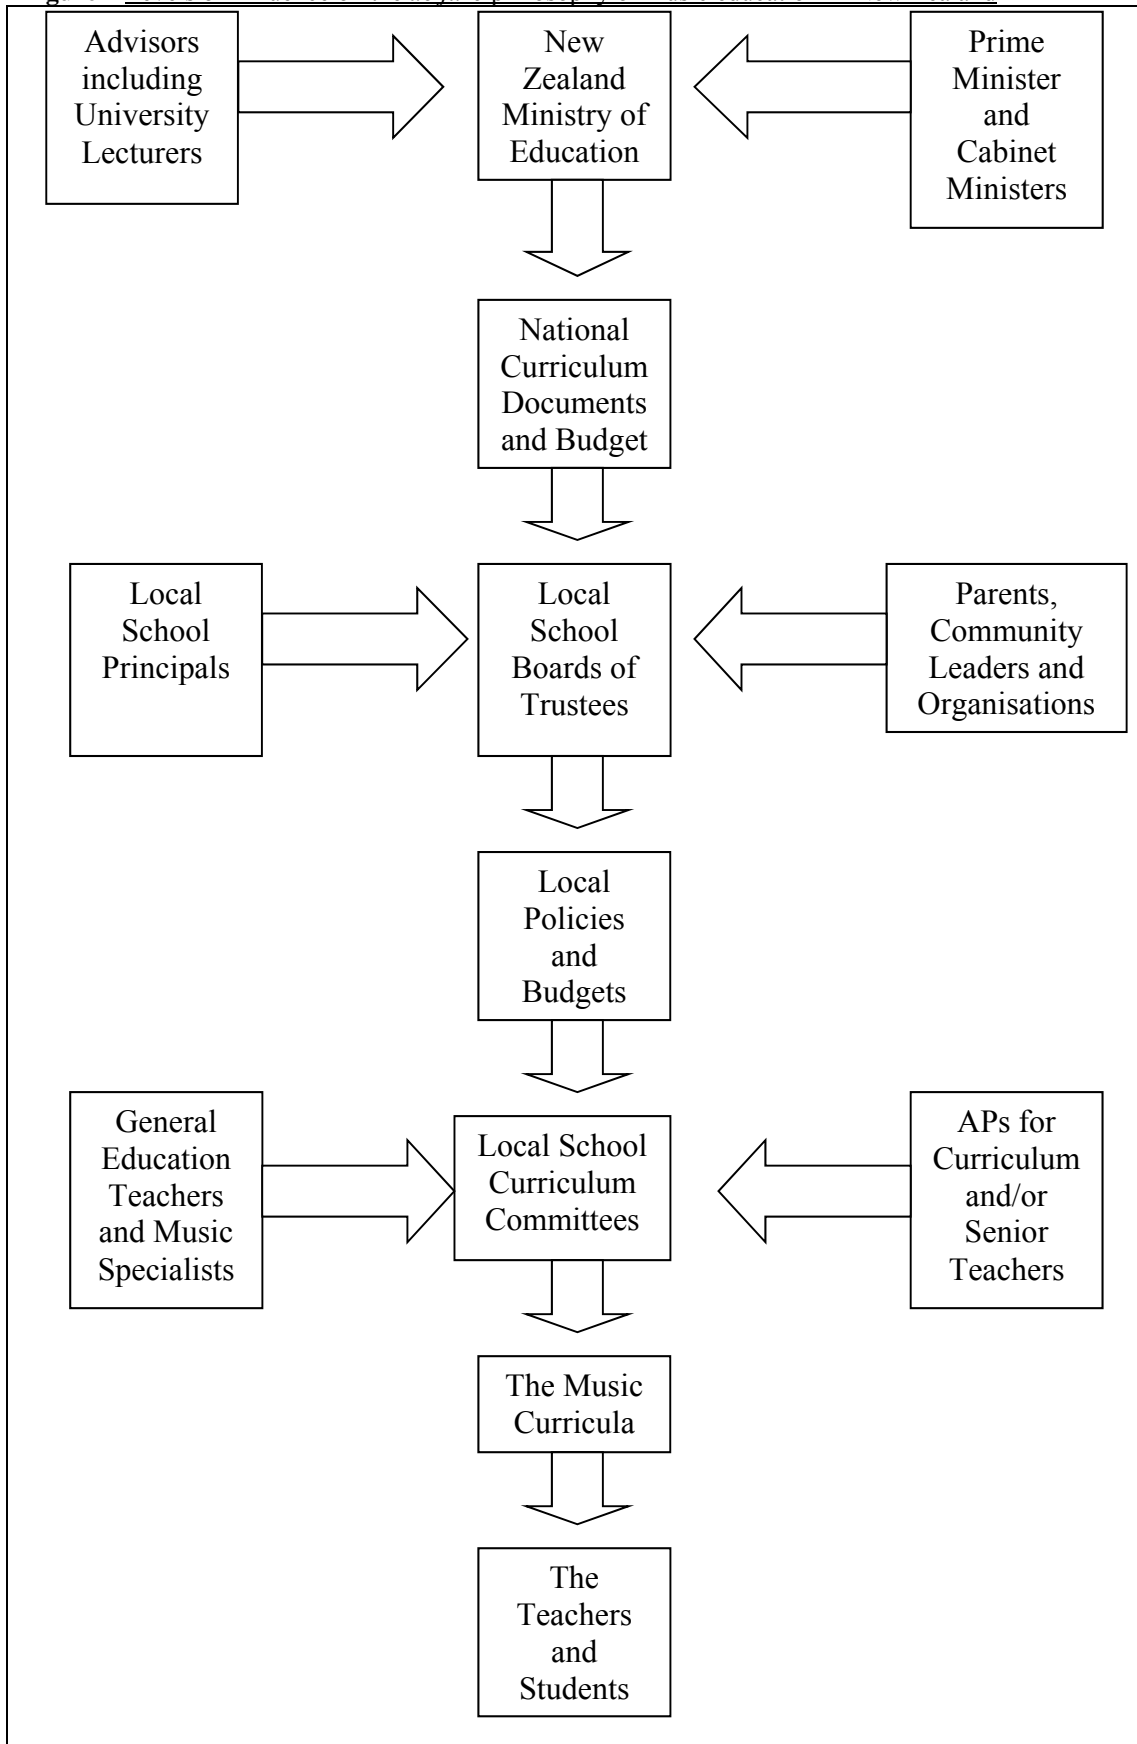 Advisors
including
University
Lecturers
New
Zealand
Ministry of
Education
Prime
Minister
and
Cabinet
Ministers
National
Curriculum
Documents
and Budget
Local
School
Principals
Local
School
Boards of
Trustees
Parents,
Community
Leaders and
Organisations
Local
Policies
and
Budgets
General
Education
Teachers
and Music
Specialists
Local School
Curriculum
Committees
APs for
Curriculum
and/or
Senior
Teachers
The Music
Curricula
The
Teachers
and
Students